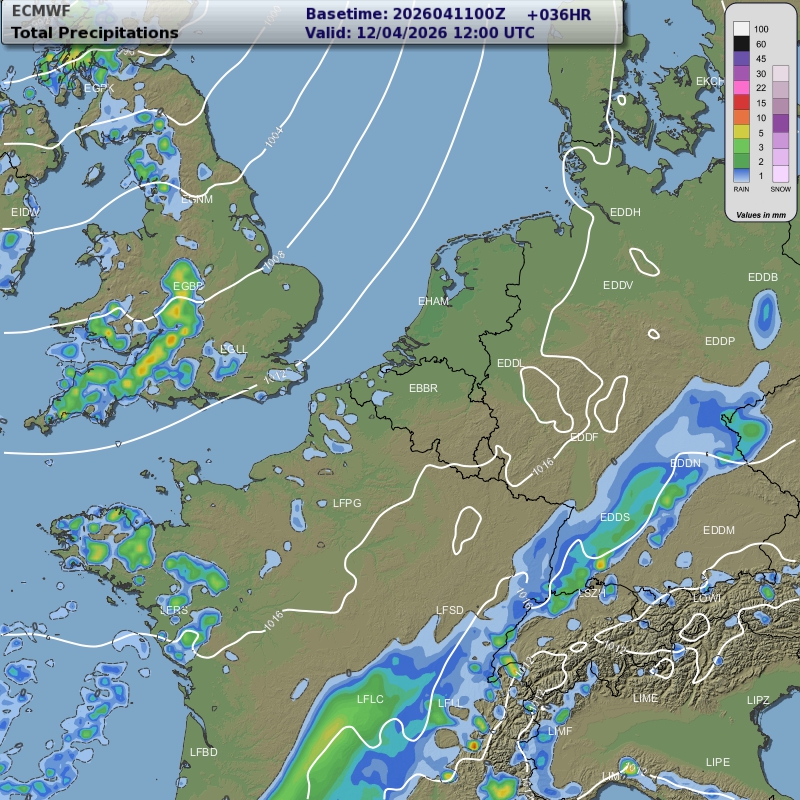 ECMWF
Basetime: 2026041100Z +036HR
Total Precipitations
Valid: 12/04/2026 12:00 UTC
100
60
45
30
22
15
10
5
3
2
1
RAIN SNOW
Values in mm
1004
EIDW
EGNM
EDDH
1008
EDDB
EGBB
EDDV
EHAM
EDDP
EGLL
EDDL
1012
EBBR
EDDF
1016
EDDN
LFPG
EDDS
EDDM
LSZH
LOWI
LFRS
LFSD
1016
1012
LFLC
LFLL
LIME
LIPZ
LIMF
LFBD
LIPE